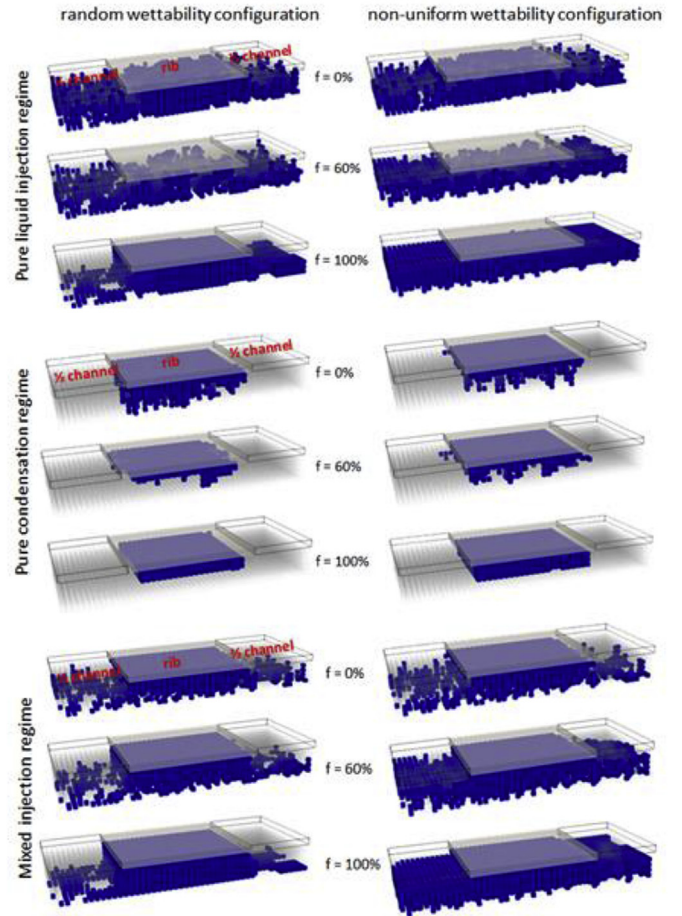 random wettability configuration
non-uniform wettability configuration
Pure liquid injection regime
½ channel
rib
½ channel
f = 0%
f = 60%
f = 100%
Pure condensation regime
½ channel
rib
½ channel
f = 0%
f = 60%
f = 100%
Mixed injection regime
½ channel
rib
½ channel
f = 0%
f = 60%
f = 100%